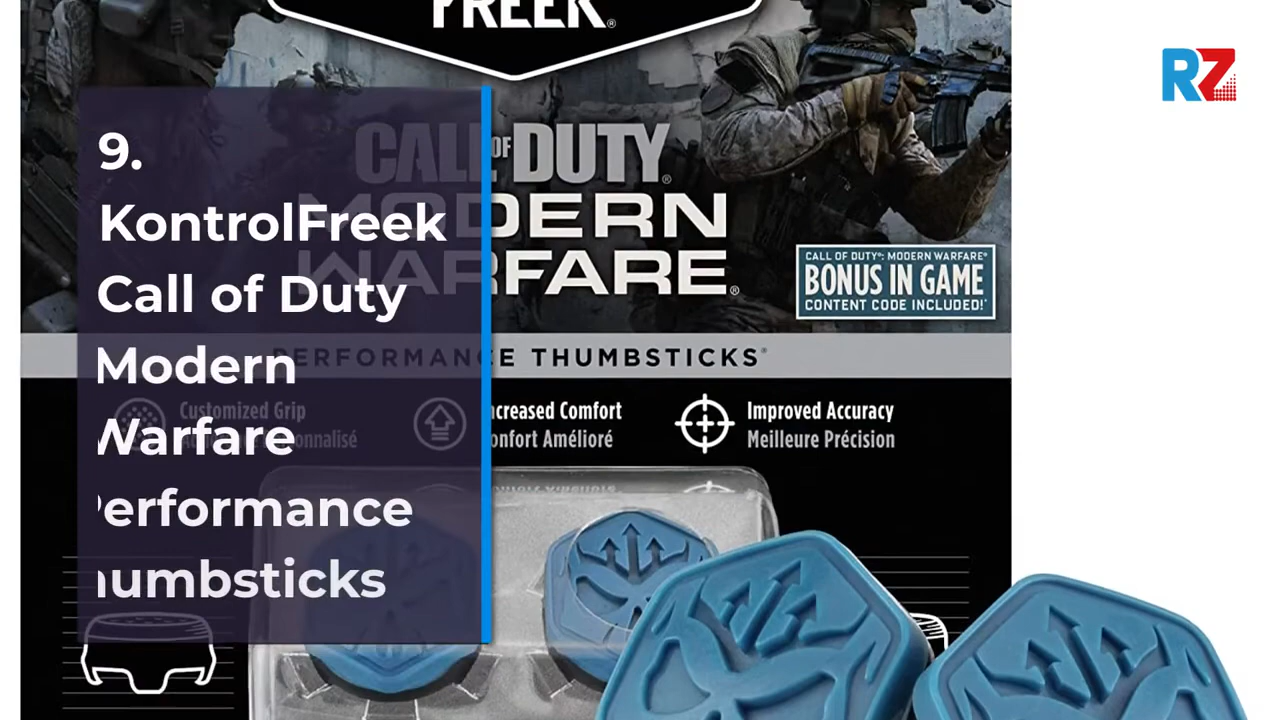 FREEK®
RZ
9.
KontrolFreek
Call of Duty
Modern
Warfare
Performance
humbsticks
CALL OF DUTY®
MODERN
WARFARE®
CALL OF DUTY®: MODERN WARFARE®
BONUS IN GAME
CONTENT CODE INCLUDED!*
PERFORMANCE THUMBSTICKS®
Customized Grip
Increased Comfort
Confort Amélioré
Improved Accuracy
Meilleure Précision